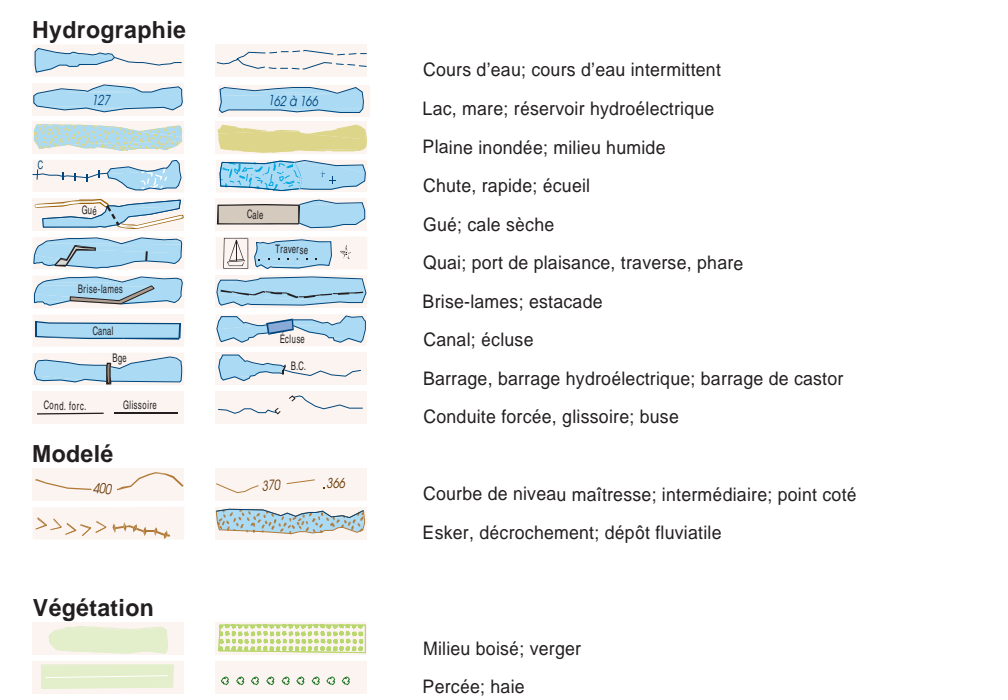 Hydrographie
Cours d'eau; cours d'eau intermittent
127 162 à 166 Lac, mare; réservoir hydroélectrique
Plaine inondée; milieu humide
C Chute, rapide; écueil
Gué Cale Gué; cale sèche
Traverse Quai; port de plaisance, traverse, phare
Brise-lames Brise-lames; estacade
Canal Écluse Canal; écluse
Bge B.C. Barrage, barrage hydroélectrique; barrage de castor
Cond. forc. Glissoire Conduite forcée, glissoire; buse
Modelé
400 370 .366 Courbe de niveau maîtresse; intermédiaire; point coté
Esker, décrochement; dépôt fluviatile
Végétation
Milieu boisé; verger
Percée; haie